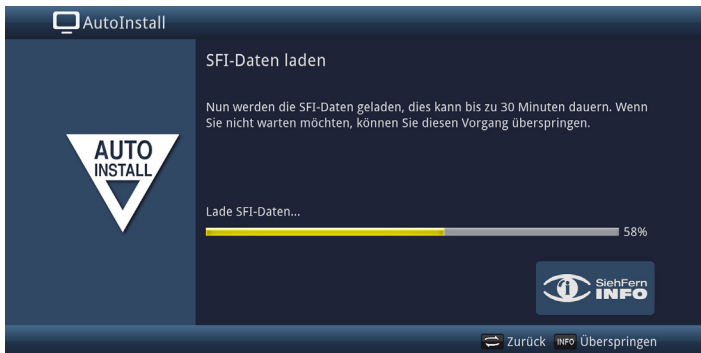 AutoInstall
SFI-Daten laden
Nun werden die SFI-Daten geladen, dies kann bis zu 30 Minuten dauern. Wenn
Sie nicht warten möchten, können Sie diesen Vorgang überspringen.
AUTO
INSTALL
Lade SFI-Daten...
58%
i SiehFern
INFO
Zurück INFO Überspringen